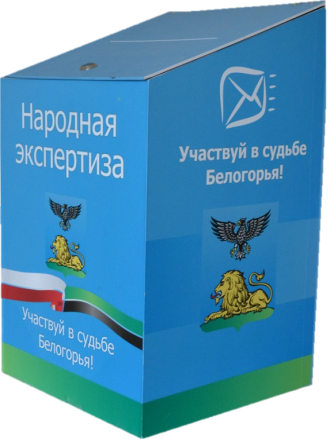 Народная
экспертиза
Участвуй в судьбе
Белогорья!
Участвуй в судьбе
Белогорья!